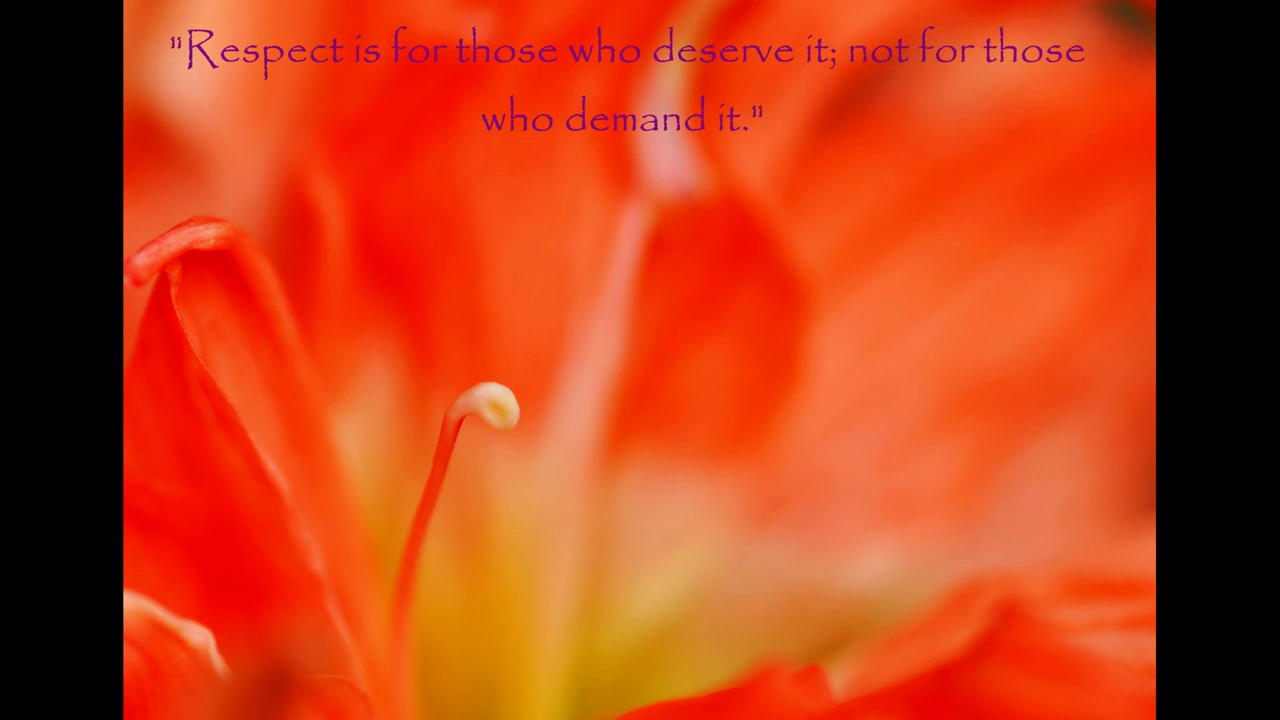 "Respect is for those who deserve it; not for those
who demand it."